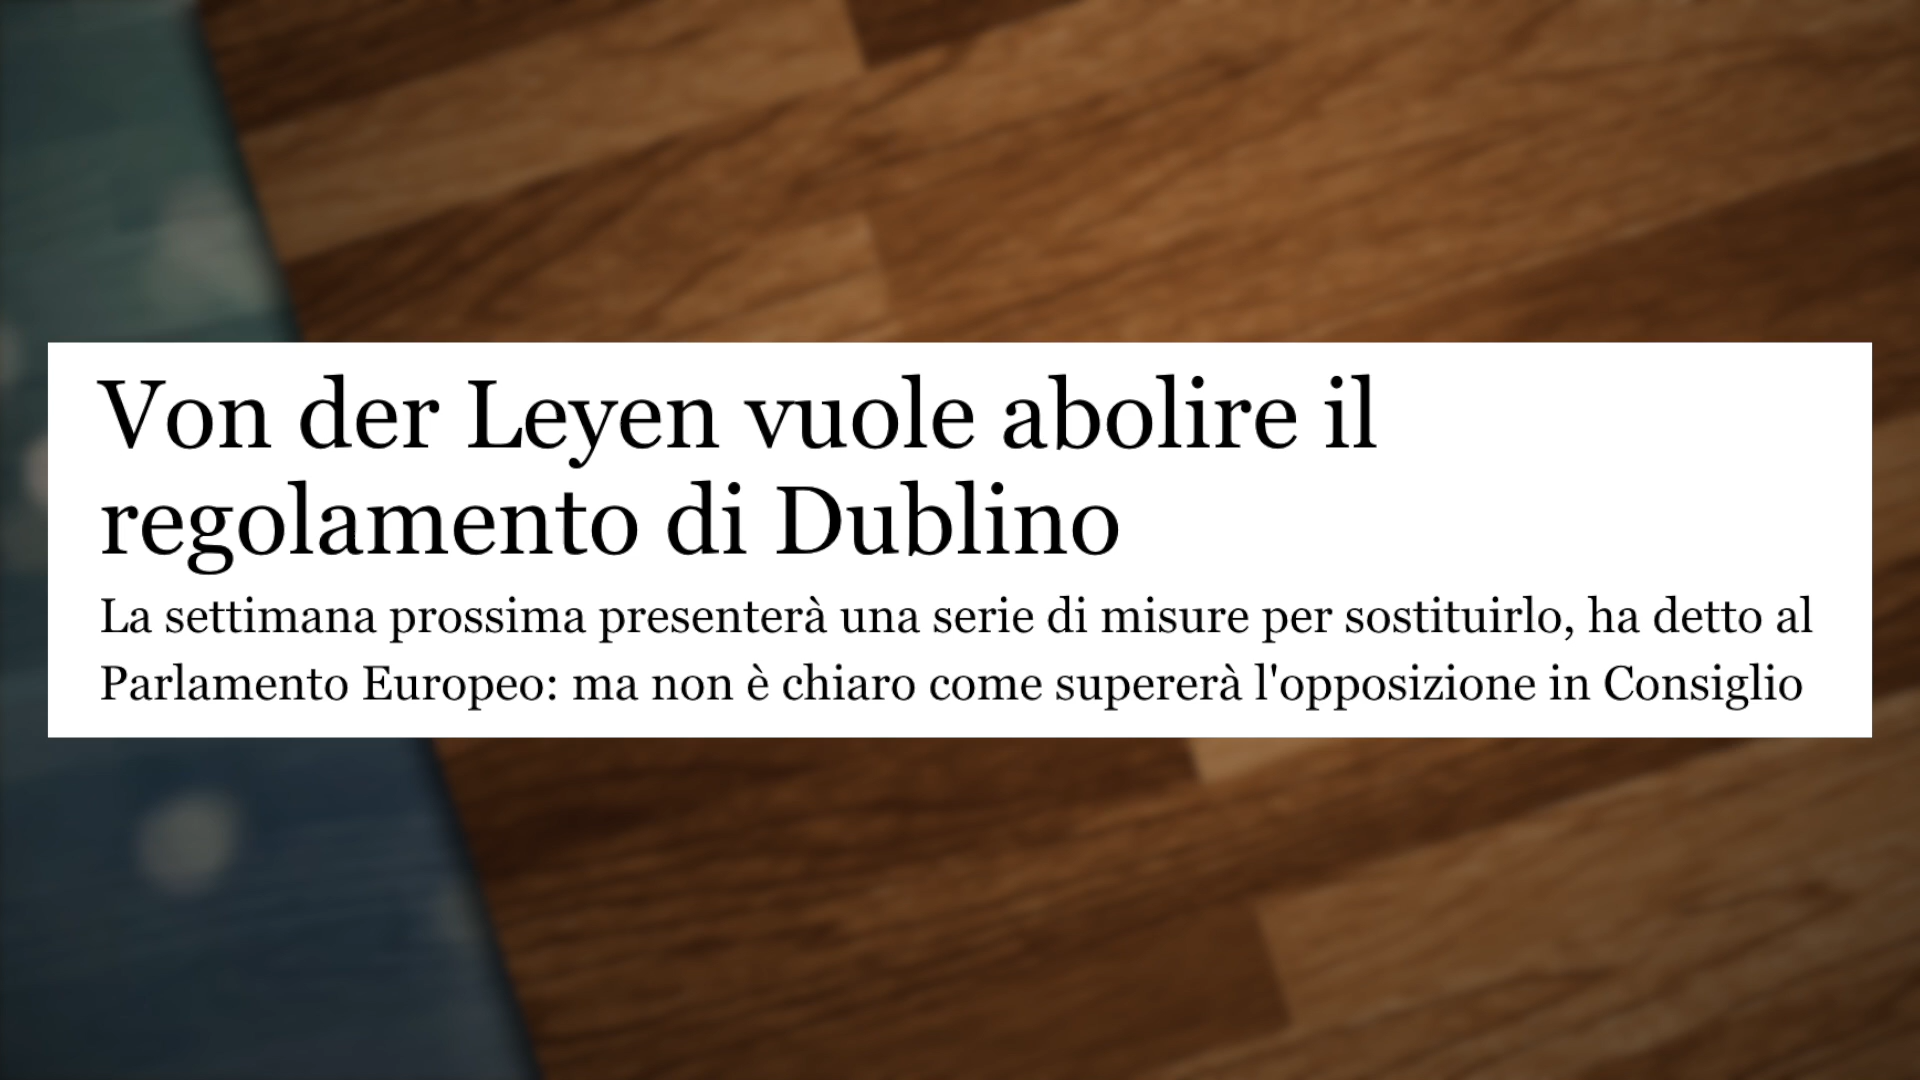 Von der Leyen vuole abolire il
regolamento di Dublino
La settimana prossima presenterà una serie di misure per sostituirlo, ha detto al
Parlamento Europeo: ma non è chiaro come supererà l'opposizione in Consiglio